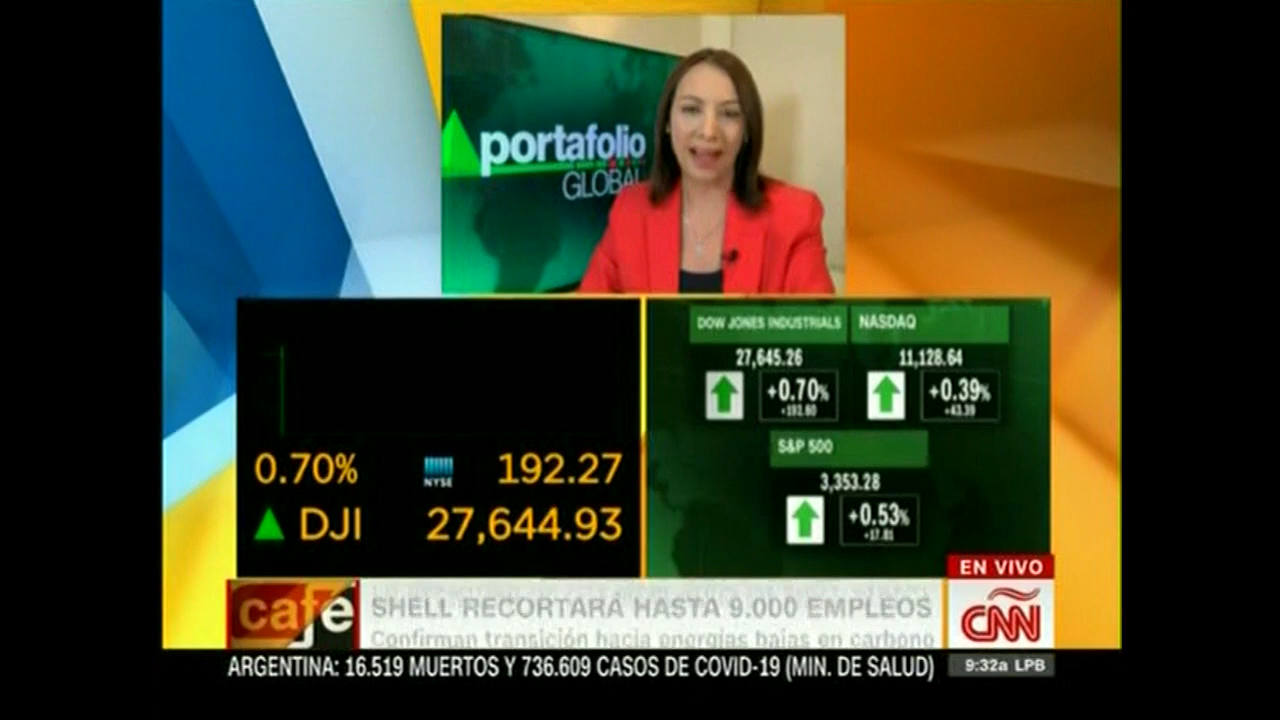 portafolio
GLOBAL
DOW JONES INDUSTRIALS
27,645.26
+0.70%
NASDAQ
11,128.64
+0.39%
+43.39
S&P 500
3,353.28
+0.53%
+17.81
0.70%
NYSE
192.27
DJI
27,644.93
EN VIVO
café
SHELL RECORTARÁ HASTA 9.000 EMPLEOS
Confirman transición hacia energías bajas en carbono
CNN
ARGENTINA: 16.519 MUERTOS Y 736.609 CASOS DE COVID-19 (MIN. DE SALUD)
9:32a LPB